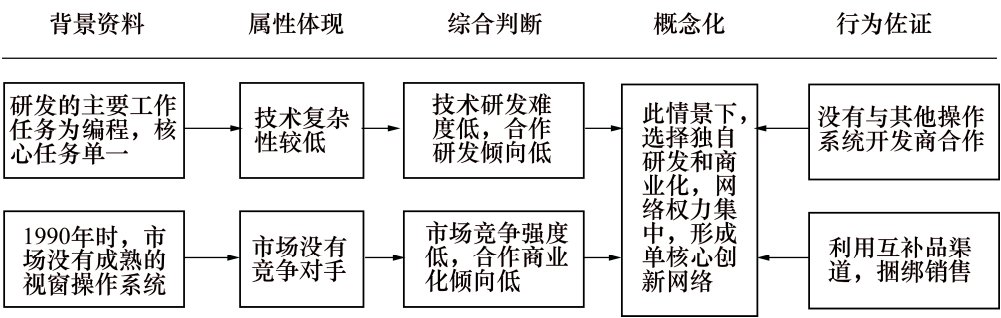 背景资料
属性体现
综合判断
概念化
行为佐证
研发的主要工作
任务为编程，核
心任务单一
技术复杂
性较低
技术研发难
度低，合作
研发倾向低
此情景下，
选择独自
研发和商
业化，网
络权力集
中，形成
单核心创
新网络
没有与其他操作
系统开发商合作
1990年时，市
场没有成熟的
视窗操作系统
市场没有
竞争对手
市场竞争强度
低，合作商业
化倾向低
利用互补品渠
道，捆绑销售